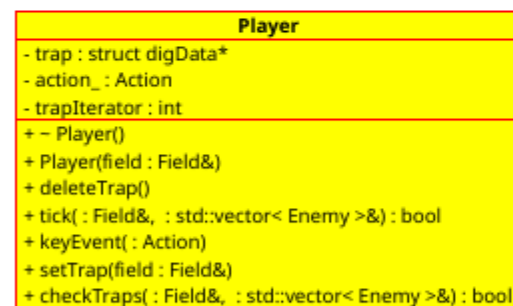 Player
- trap : struct digData*
- action_ : Action
- trapIterator : int
+ ~ Player()
+ Player(field : Field&)
+ deleteTrap()
+ tick( : Field&,  : std::vector< Enemy >&) : bool
+ keyEvent( : Action)
+ setTrap(field : Field&)
+ checkTraps( : Field&,  : std::vector< Enemy >&) : bool